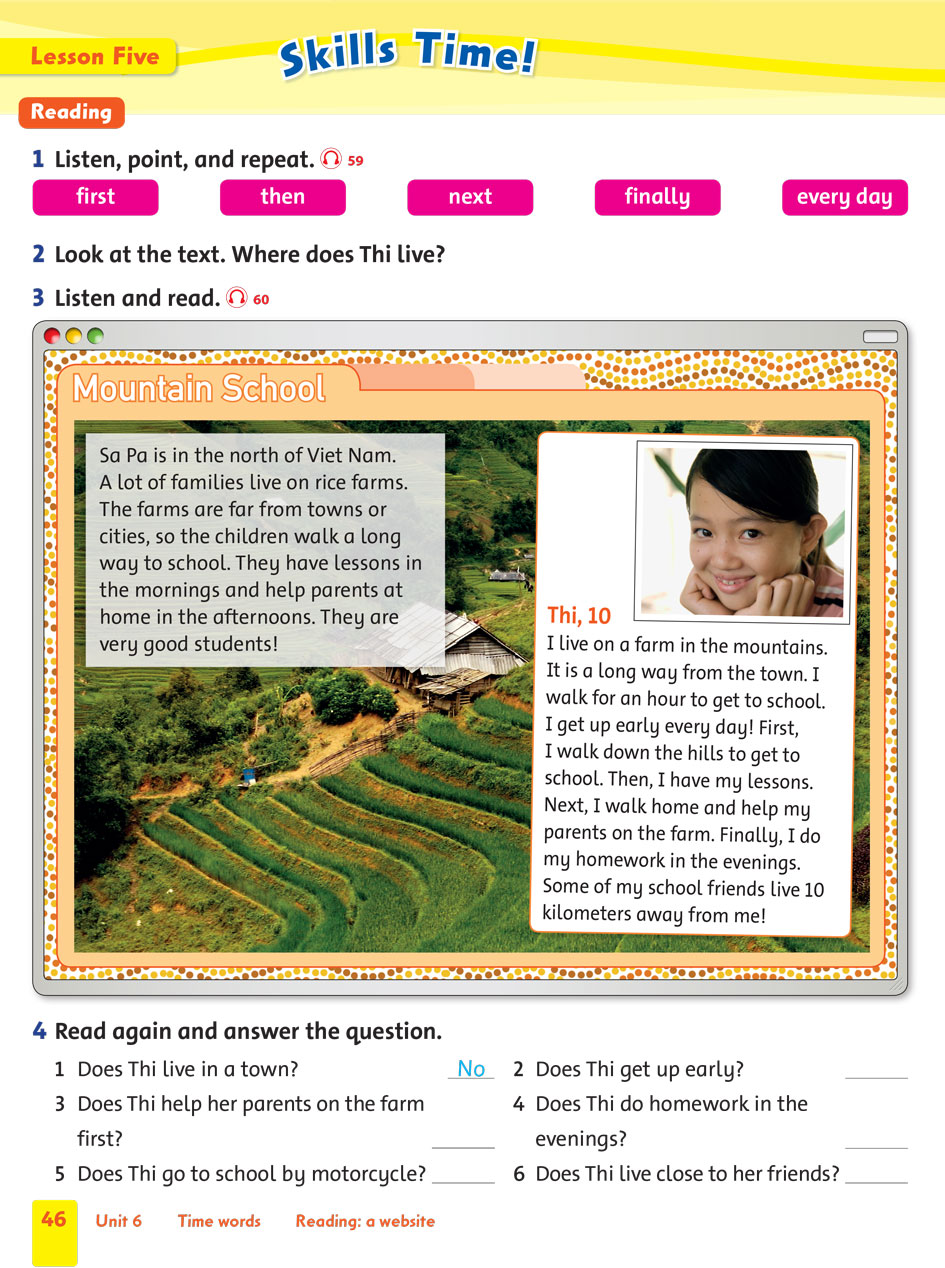 Lesson Five
Skills Time!
Reading
1 Listen, point, and repeat. 59
first then next finally every day
2 Look at the text. Where does Thi live?
3 Listen and read. 60
Mountain School
Sa Pa is in the north of Viet Nam.
A lot of families live on rice farms.
The farms are far from towns or
cities, so the children walk a long
way to school. They have lessons in
the mornings and help parents at
home in the afternoons. They are
very good students!
Thi, 10
I live on a farm in the mountains.
It is a long way from the town. I
walk for an hour to get to school.
I get up early every day! First,
I walk down the hills to get to
school. Then, I have my lessons.
Next, I walk home and help my
parents on the farm. Finally, I do
my homework in the evenings.
Some of my school friends live 10
kilometers away from me!
4 Read again and answer the question.
1 Does Thi live in a town? No
2 Does Thi get up early?
3 Does Thi help her parents on the farm
first?
4 Does Thi do homework in the
evenings?
5 Does Thi go to school by motorcycle?
6 Does Thi live close to her friends?
46 Unit 6 Time words Reading: a website